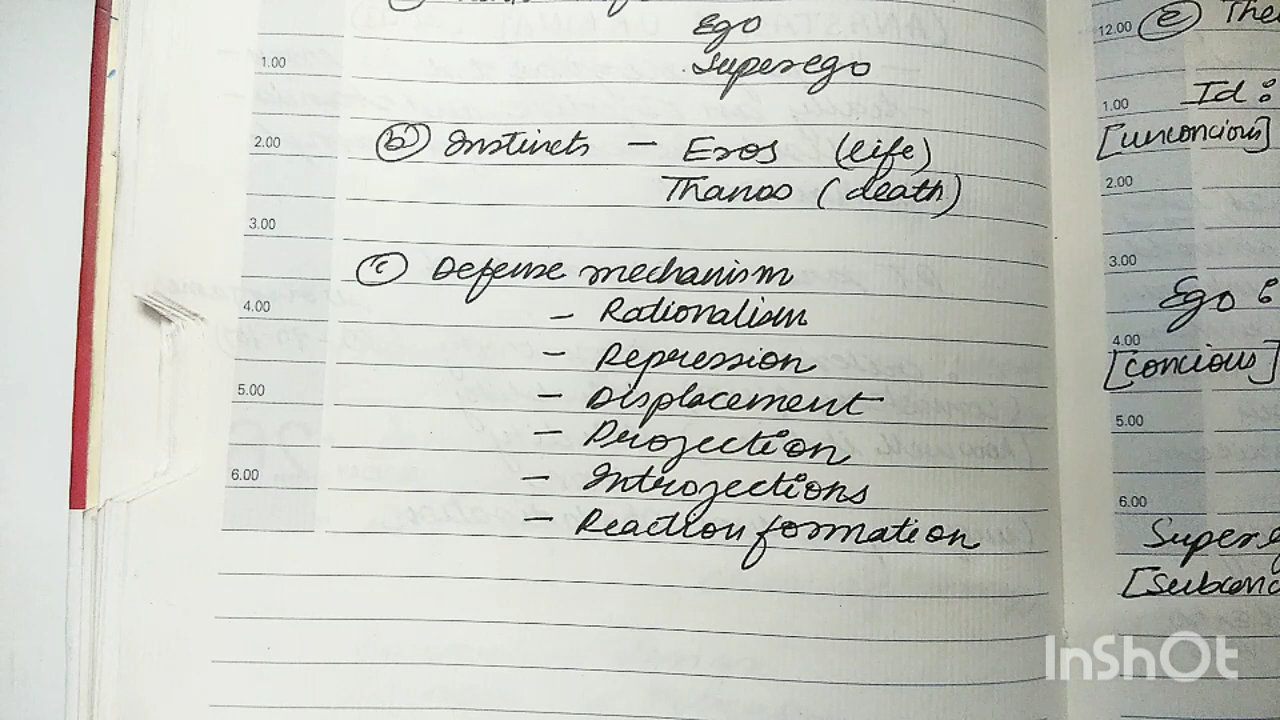 Ego
Superego
1.00
2.00
(b) Instincts — Eros (life)
Thanos (death)
3.00
(c) Defense mechanism
4.00
– Rationalism
– Repression
5.00
– Displacement
– Projection
6.00
– Introjections
– Reaction formation
12.00
(e)
1.00
Id :
[unconcious]
2.00
3.00
Ego :
4.00
[concious]
5.00
6.00
InShOt